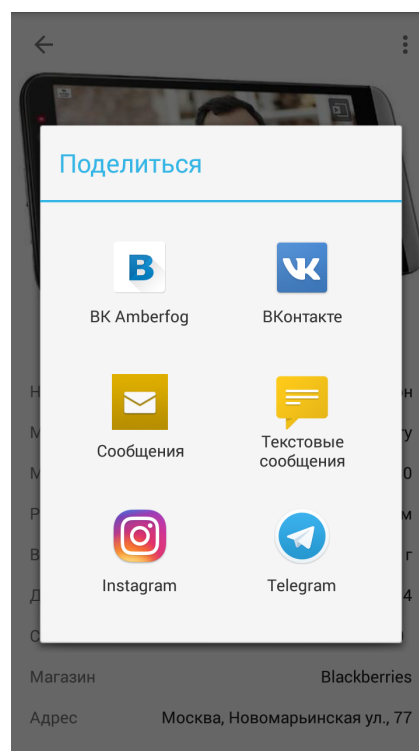 Поделиться
ВК Amberfog
ВКонтакте
Сообщения
Текстовые
сообщения
Instagram
Telegram
Магазин
Blackberries
Адрес
Москва, Новомарьинская ул., 77